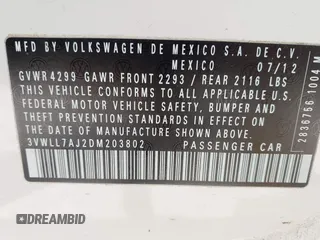 MFD. BY VOLKSWAGEN DE MEXICO S.A. DE C.V.
MEXICO 07/12
GVWR 4299 GAWR FRONT 2293 / REAR 2116 LBS
THIS VEHICLE CONFORMS TO ALL APPLICABLE U.S.
FEDERAL MOTOR VEHICLE SAFETY, BUMPER AND
THEFT PREVENTION STANDARDS IN EFFECT ON THE
DATE OF MANUFACTURE SHOWN ABOVE.
3VWLL7AJ2DM203802 PASSENGER CAR
2836756 1004 M
AUTOBIDCAR